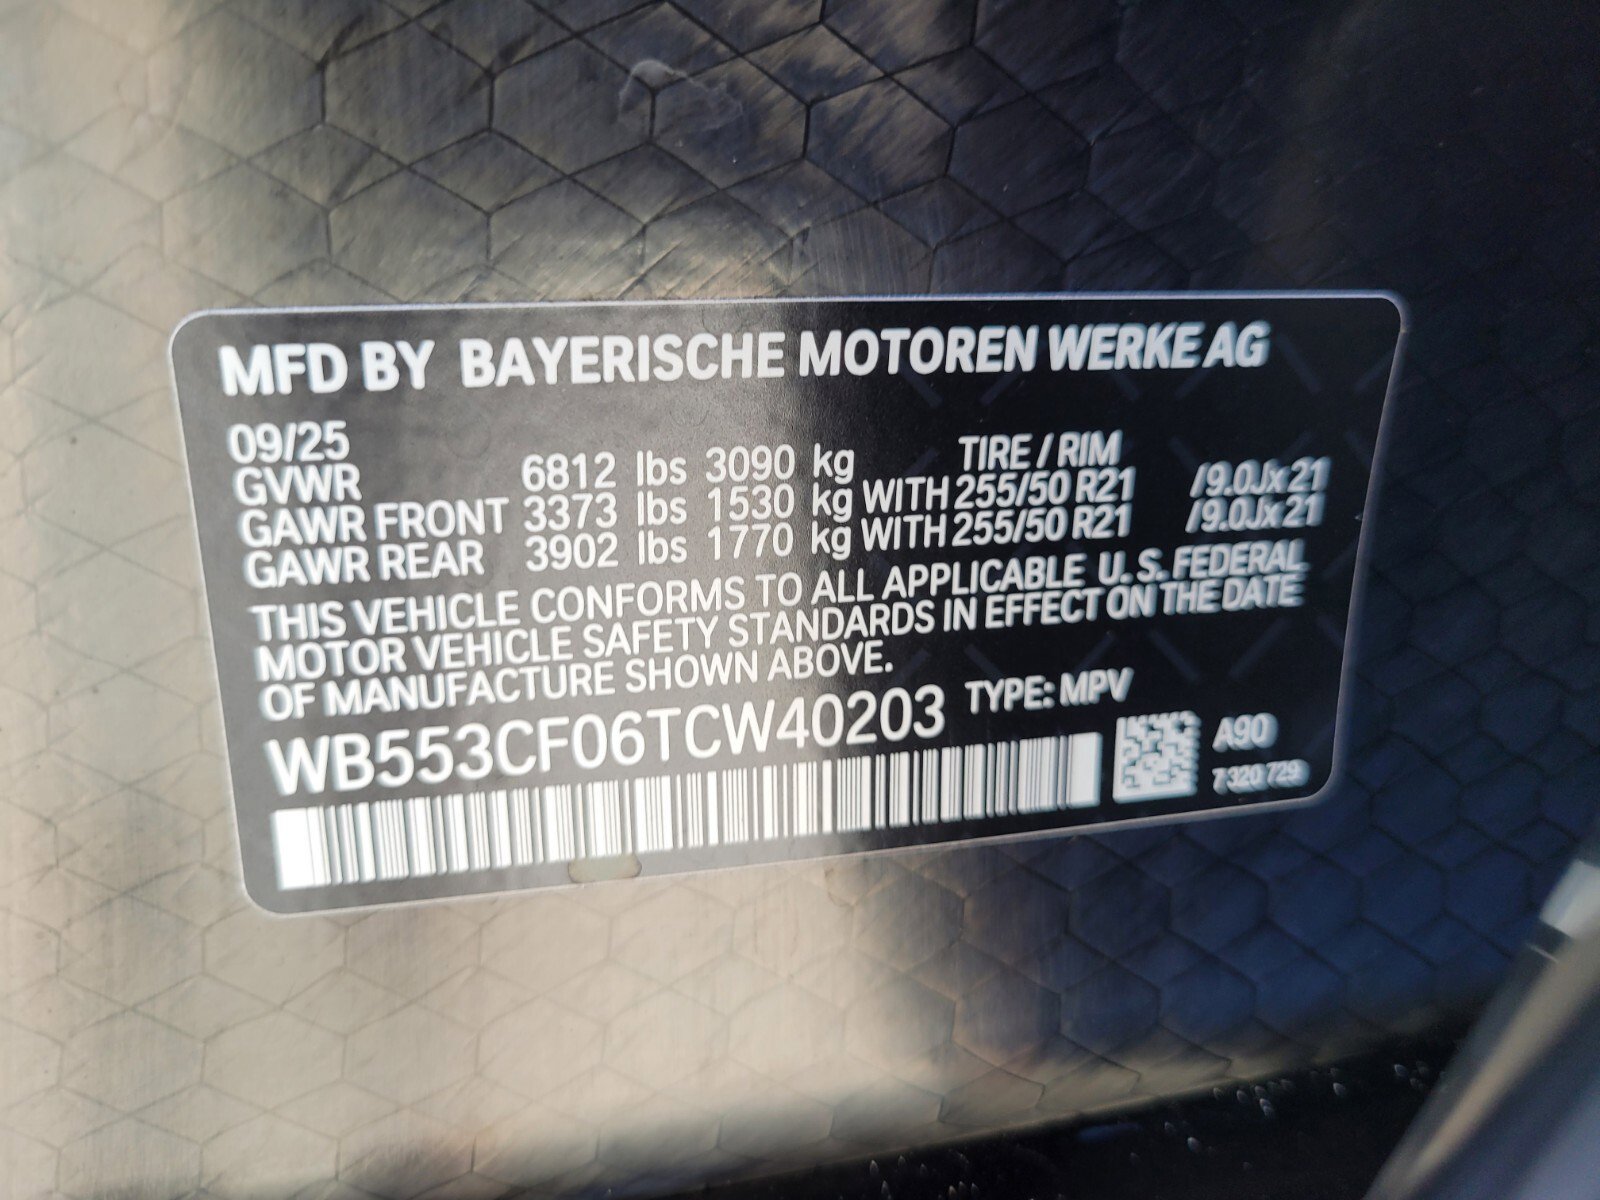 MFD BY BAYERISCHE MOTOREN WERKE AG
09/25 TIRE / RIM
GVWR 6812 lbs 3090 kg
GAWR FRONT 3373 lbs 1530 kg WITH 255/50 R21 /9.0Jx21
GAWR REAR 3902 lbs 1770 kg WITH 255/50 R21 /9.0Jx21
THIS VEHICLE CONFORMS TO ALL APPLICABLE U.S. FEDERAL
MOTOR VEHICLE SAFETY STANDARDS IN EFFECT ON THE DATE
OF MANUFACTURE SHOWN ABOVE.
WB553CF06TCW40203 TYPE: MPV
A90
7 320 729